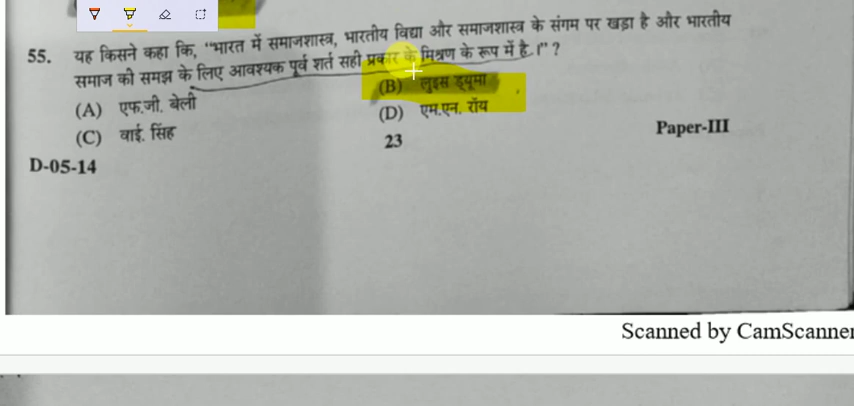 55. यह किसने कहा कि, "भारत में समाजशास्त्र, भारतीय विद्या और समाजशास्त्र के संगम पर खड़ा है और भारतीय
समाज की समझ के लिए आवश्यक पूर्व शर्त सही प्रकार के मिश्रण के रूप में है ।" ?
(A) एफ.जी. बेली
(B) लुइस ड्यूमा
(C) वाई. सिंह
(D) एम.एन. रॉय
23
Paper-III
D-05-14
Scanned by CamScanner